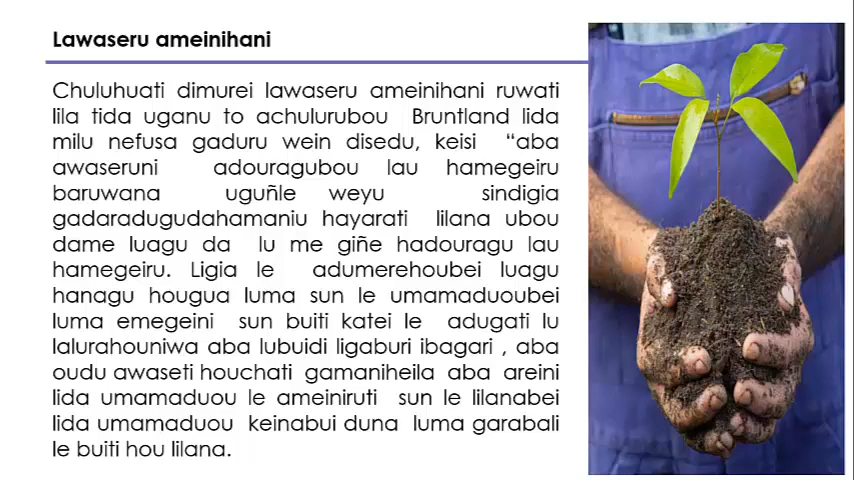 Lawaseru ameinihani
Chuluhuati dimurei lawaseru ameinihani ruwati
lila tida uganu to achulurubou Bruntland lida
milu nefusa gaduru wein disedu, keisi “aba
awaseruni adouragubou lau hamegeiru
baruwana uguñle weyu sindigia
gadaradugudahamaniu hayarati lilana ubou
dame luagu da lu me giñe hadouragu lau
hamegeiru. Ligia le adumerehoubei luagu
hanagu hougua luma sun le umamaduoubei
luma emegeini sun buiti katei le adugati lu
lalurahouniwa aba lubuidi ligaburi ibagari , aba
oudu awaseti houchati gamaniheila aba areini
lida umamaduou le ameiniruti sun le lilanabei
lida umamaduou keinabui duna luma garabali
le buiti hou lilana.